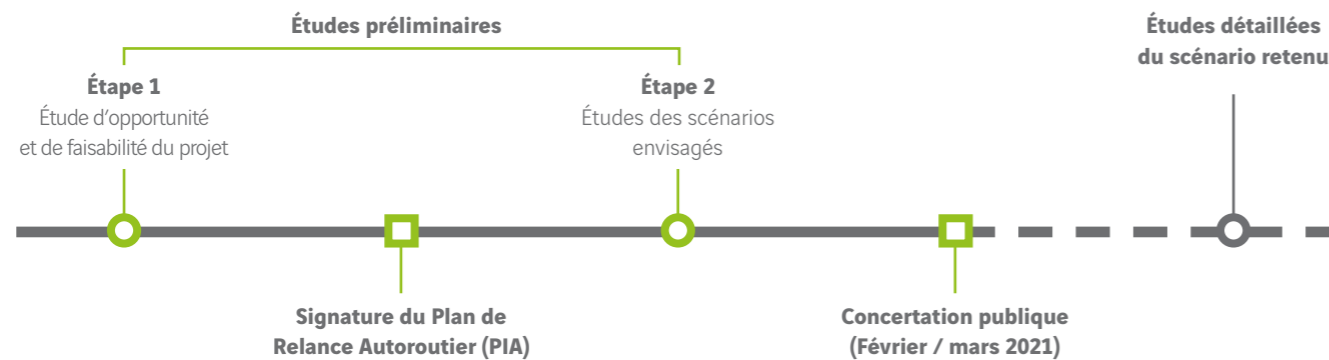 Études préliminaires
Étape 1
Étude d'opportunité
et de faisabilité du projet
Signature du Plan de
Relance Autoroutier (PIA)
Étape 2
Études des scénarios
envisagés
Concertation publique
(Février / mars 2021)
Études détaillées
du scénario retenu